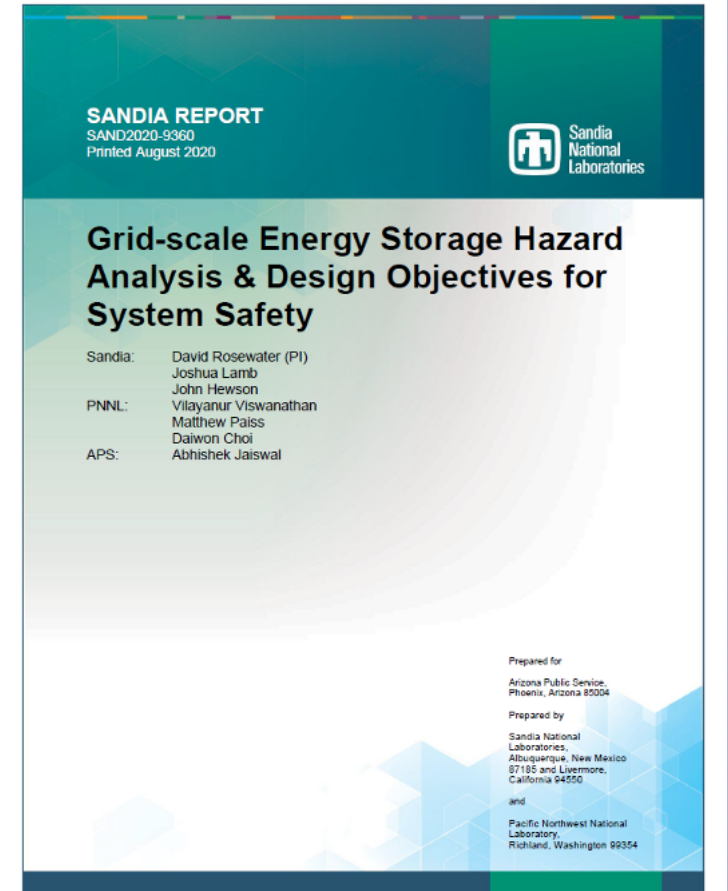 SANDIA REPORT
SAND2020-9360
Printed August 2020
Sandia
National
Laboratories
Grid-scale Energy Storage Hazard
Analysis & Design Objectives for
System Safety
Sandia: David Rosewater (PI)
Joshua Lamb
John Hewson
PNNL: Vilayanur Viswanathan
Matthew Paiss
Daiwon Choi
APS: Abhishek Jaiswal
Prepared for
Arizona Public Service,
Phoenix, Arizona 85004
Prepared by
Sandia National
Laboratories,
Albuquerque, New Mexico
87185 and Livermore,
California 94550
and
Pacific Northwest National
Laboratory,
Richland, Washington 99354